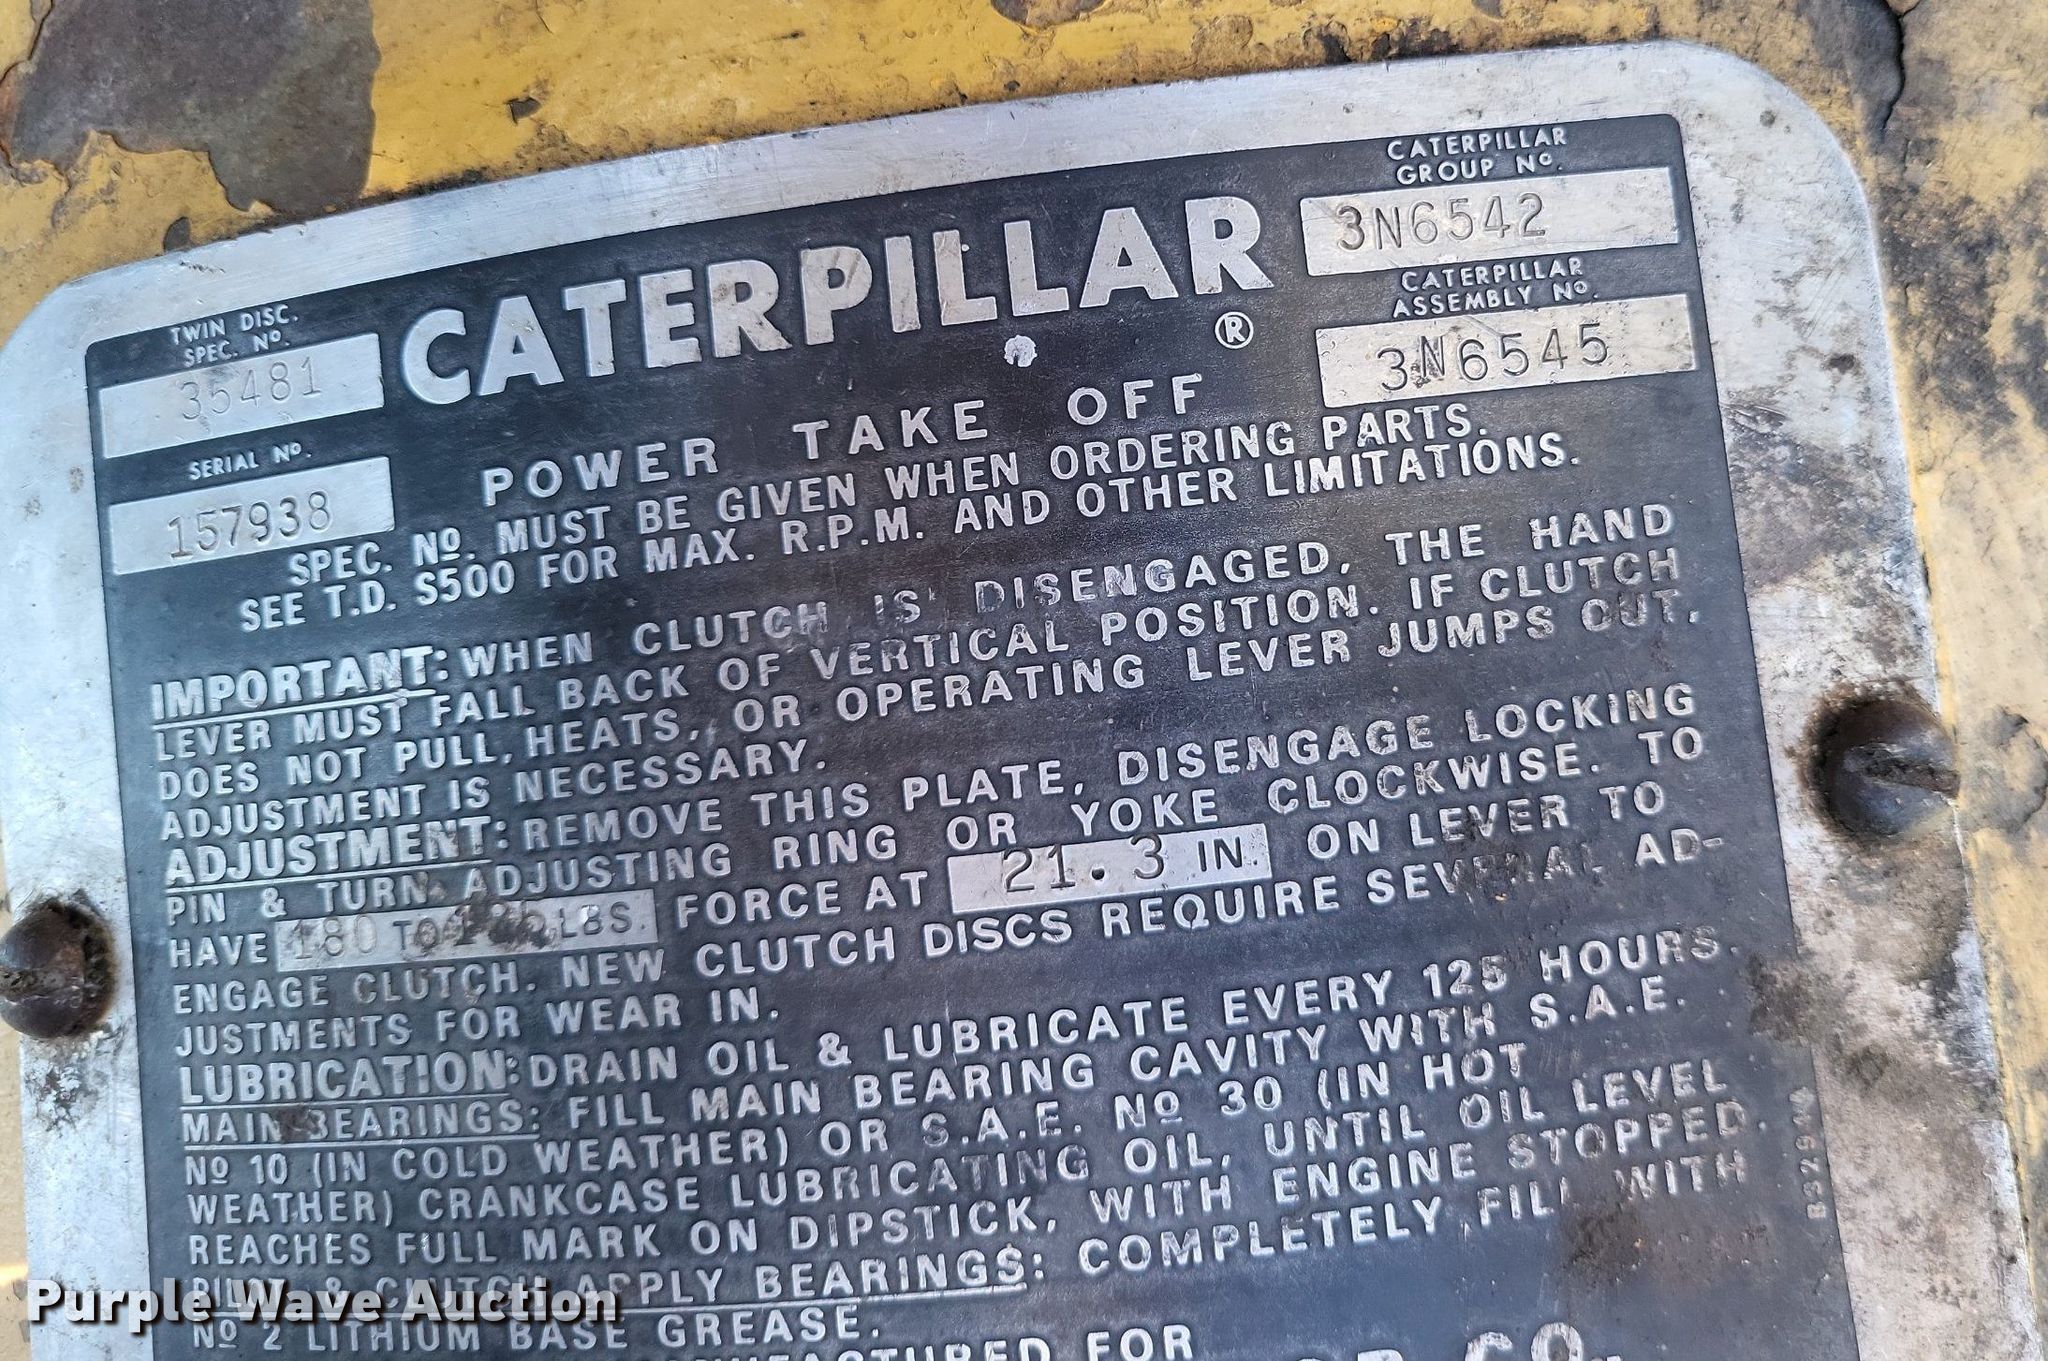 CATERPILLAR
GROUP Nº.
3N6542
CATERPILLAR
ASSEMBLY Nº.
3N6545
TWIN DISC.
SPEC. Nº.
35481
SERIAL Nº.
157938
CATERPILLAR ®
POWER TAKE OFF
SPEC. Nº. MUST BE GIVEN WHEN ORDERING PARTS.
SEE T.D. S500 FOR MAX. R.P.M. AND OTHER LIMITATIONS.
IMPORTANT: WHEN CLUTCH IS DISENGAGED, THE HAND
LEVER MUST FALL BACK OF VERTICAL POSITION. IF CLUTCH
DOES NOT PULL, HEATS, OR OPERATING LEVER JUMPS OUT,
ADJUSTMENT IS NECESSARY.
ADJUSTMENT: REMOVE THIS PLATE, DISENGAGE LOCKING
PIN & TURN ADJUSTING RING OR YOKE CLOCKWISE. TO
HAVE 180 TO LBS. FORCE AT 21.3 IN. ON LEVER TO
ENGAGE CLUTCH. NEW CLUTCH DISCS REQUIRE SEVERAL AD-
JUSTMENTS FOR WEAR IN.
LUBRICATION: DRAIN OIL & LUBRICATE EVERY 125 HOURS.
MAIN BEARINGS: FILL MAIN BEARING CAVITY WITH S.A.E.
Nº 10 (IN COLD WEATHER) OR S.A.E. Nº 30 (IN HOT
WEATHER) CRANKCASE LUBRICATING OIL, UNTIL OIL LEVEL
REACHES FULL MARK ON DIPSTICK, WITH ENGINE STOPPED.
PILOT & CLUTCH APPLY BEARINGS: COMPLETELY FILL WITH
Nº 2 LITHIUM BASE GREASE.
FOR
Purple Wave Auction